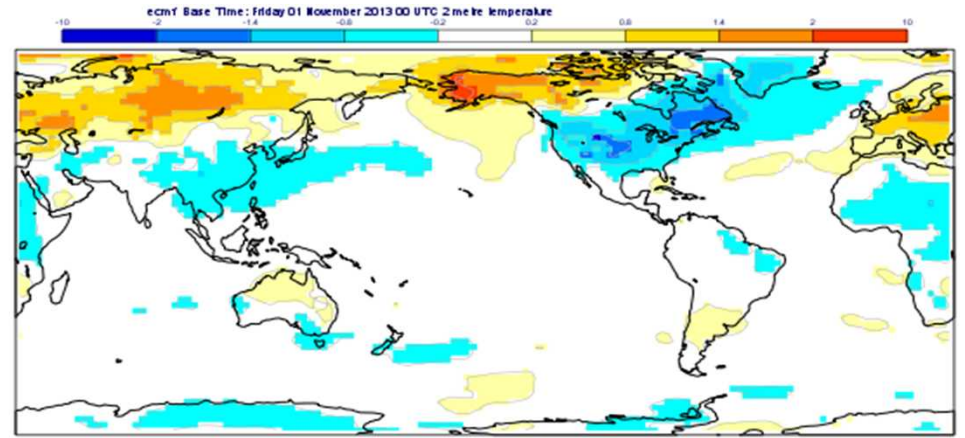 ecmf Base Time: Friday 01 November 2013 00 UTC 2 metre temperature
-10 -2 -1.4 -0.8 -0.2 0.2 0.8 1.4 2 10